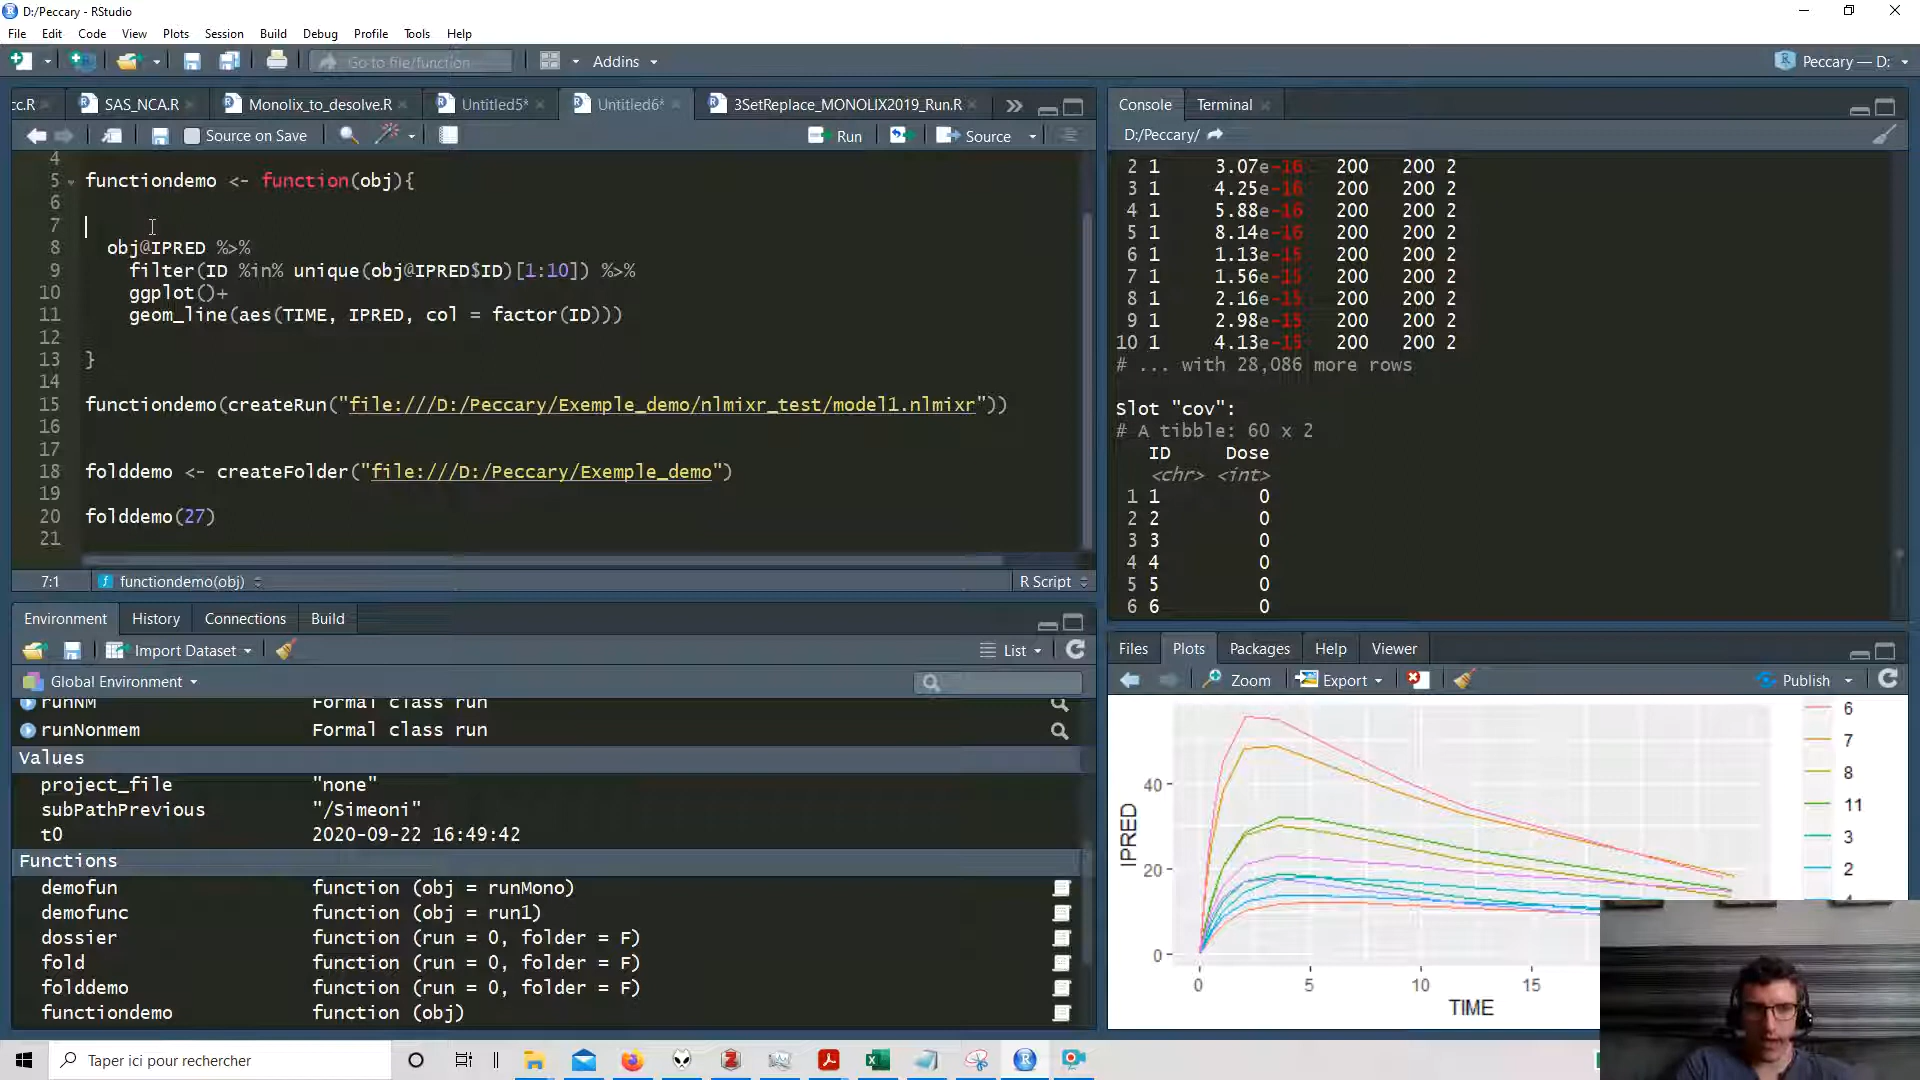 D:/Peccary - RStudio
File Edit Code View Plots Session Build Debug Profile Tools Help
Go to file/function Addins Peccary — D:
cc.R SAS_NCA.R Monolix_to_desolve.R Untitled5* Untitled6* 3SetReplace_MONOLIX2019_Run.R
Source on Save Run Source
4
5 functiondemo <- function(obj){
6
7
8 obj@IPRED %>%
9 filter(ID %in% unique(obj@IPRED$ID)[1:10]) %>%
10 ggplot()+
11 geom_line(aes(TIME, IPRED, col = factor(ID)))
12
13 }
14
15 functiondemo(createRun("file:///D:/Peccary/Exemple_demo/nlmixr_test/model1.nlmixr"))
16
17
18 folddemo <- createFolder("file:///D:/Peccary/Exemple_demo")
19
20 folddemo(27)
21
7:1 functiondemo(obj) R Script
Environment History Connections Build
Import Dataset List
Global Environment
runNM Formal class run
runNonmem Formal class run
Values
project_file "none"
subPathPrevious "/Simeoni"
t0 2020-09-22 16:49:42
Functions
demofun function (obj = runMono)
demofunc function (obj = run1)
dossier function (run = 0, folder = F)
fold function (run = 0, folder = F)
folddemo function (run = 0, folder = F)
functiondemo function (obj)
Console Terminal
D:/Peccary/
2 1 3.07e-16 200 200 2
3 1 4.25e-16 200 200 2
4 1 5.88e-16 200 200 2
5 1 8.14e-16 200 200 2
6 1 1.13e-15 200 200 2
7 1 1.56e-15 200 200 2
8 1 2.16e-15 200 200 2
9 1 2.98e-15 200 200 2
10 1 4.13e-15 200 200 2
# ... with 28,086 more rows
Slot "cov":
# A tibble: 60 x 2
ID Dose
<chr> <int>
1 1 0
2 2 0
3 3 0
4 4 0
5 5 0
6 6 0
Files Plots Packages Help Viewer
Zoom Export Publish
IPRED
40
20
0
0 5 10 15
TIME
6
7
8
11
3
2
Taper ici pour rechercher